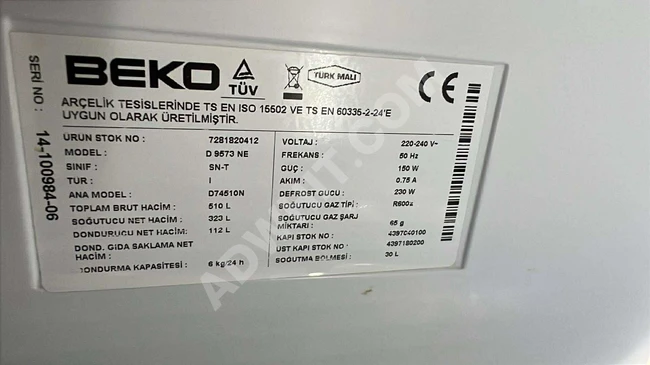 BEKO
TÜV
TÜRK MALI
CE
SERİ NO : 14-100984-06
ARÇELİK TESİSLERİNDE TS EN ISO 15502 VE TS EN 60335-2-24'E
UYGUN OLARAK ÜRETİLMİŞTİR.
ÜRÜN STOK NO : 7281820412
MODEL : D 9573 NE
SINIF : SN-T
TÜR : I
ANA MODEL : D74510N
TOPLAM BRÜT HACİM : 510 L
SOĞUTUCU NET HACİM : 323 L
DONDURUCU NET HACİM : 112 L
DOND. GIDA SAKLAMA NET
HACİM :
DONDURMA KAPASİTESİ : 6 kg/24 h
VOLTAJ : 220-240 V~
FREKANS : 50 Hz
GÜÇ : 150 W
AKIM : 0.75 A
DEFROST GÜCÜ : 230 W
SOĞUTUCU GAZ TİPİ : R600a
SOĞUTUCU GAZ ŞARJ
MİKTARI : 65 g
KAPI STOK NO : 4397040100
ÜST KAPI STOK NO : 4397180200
SOĞUTMA BÖLMESİ : 30 L